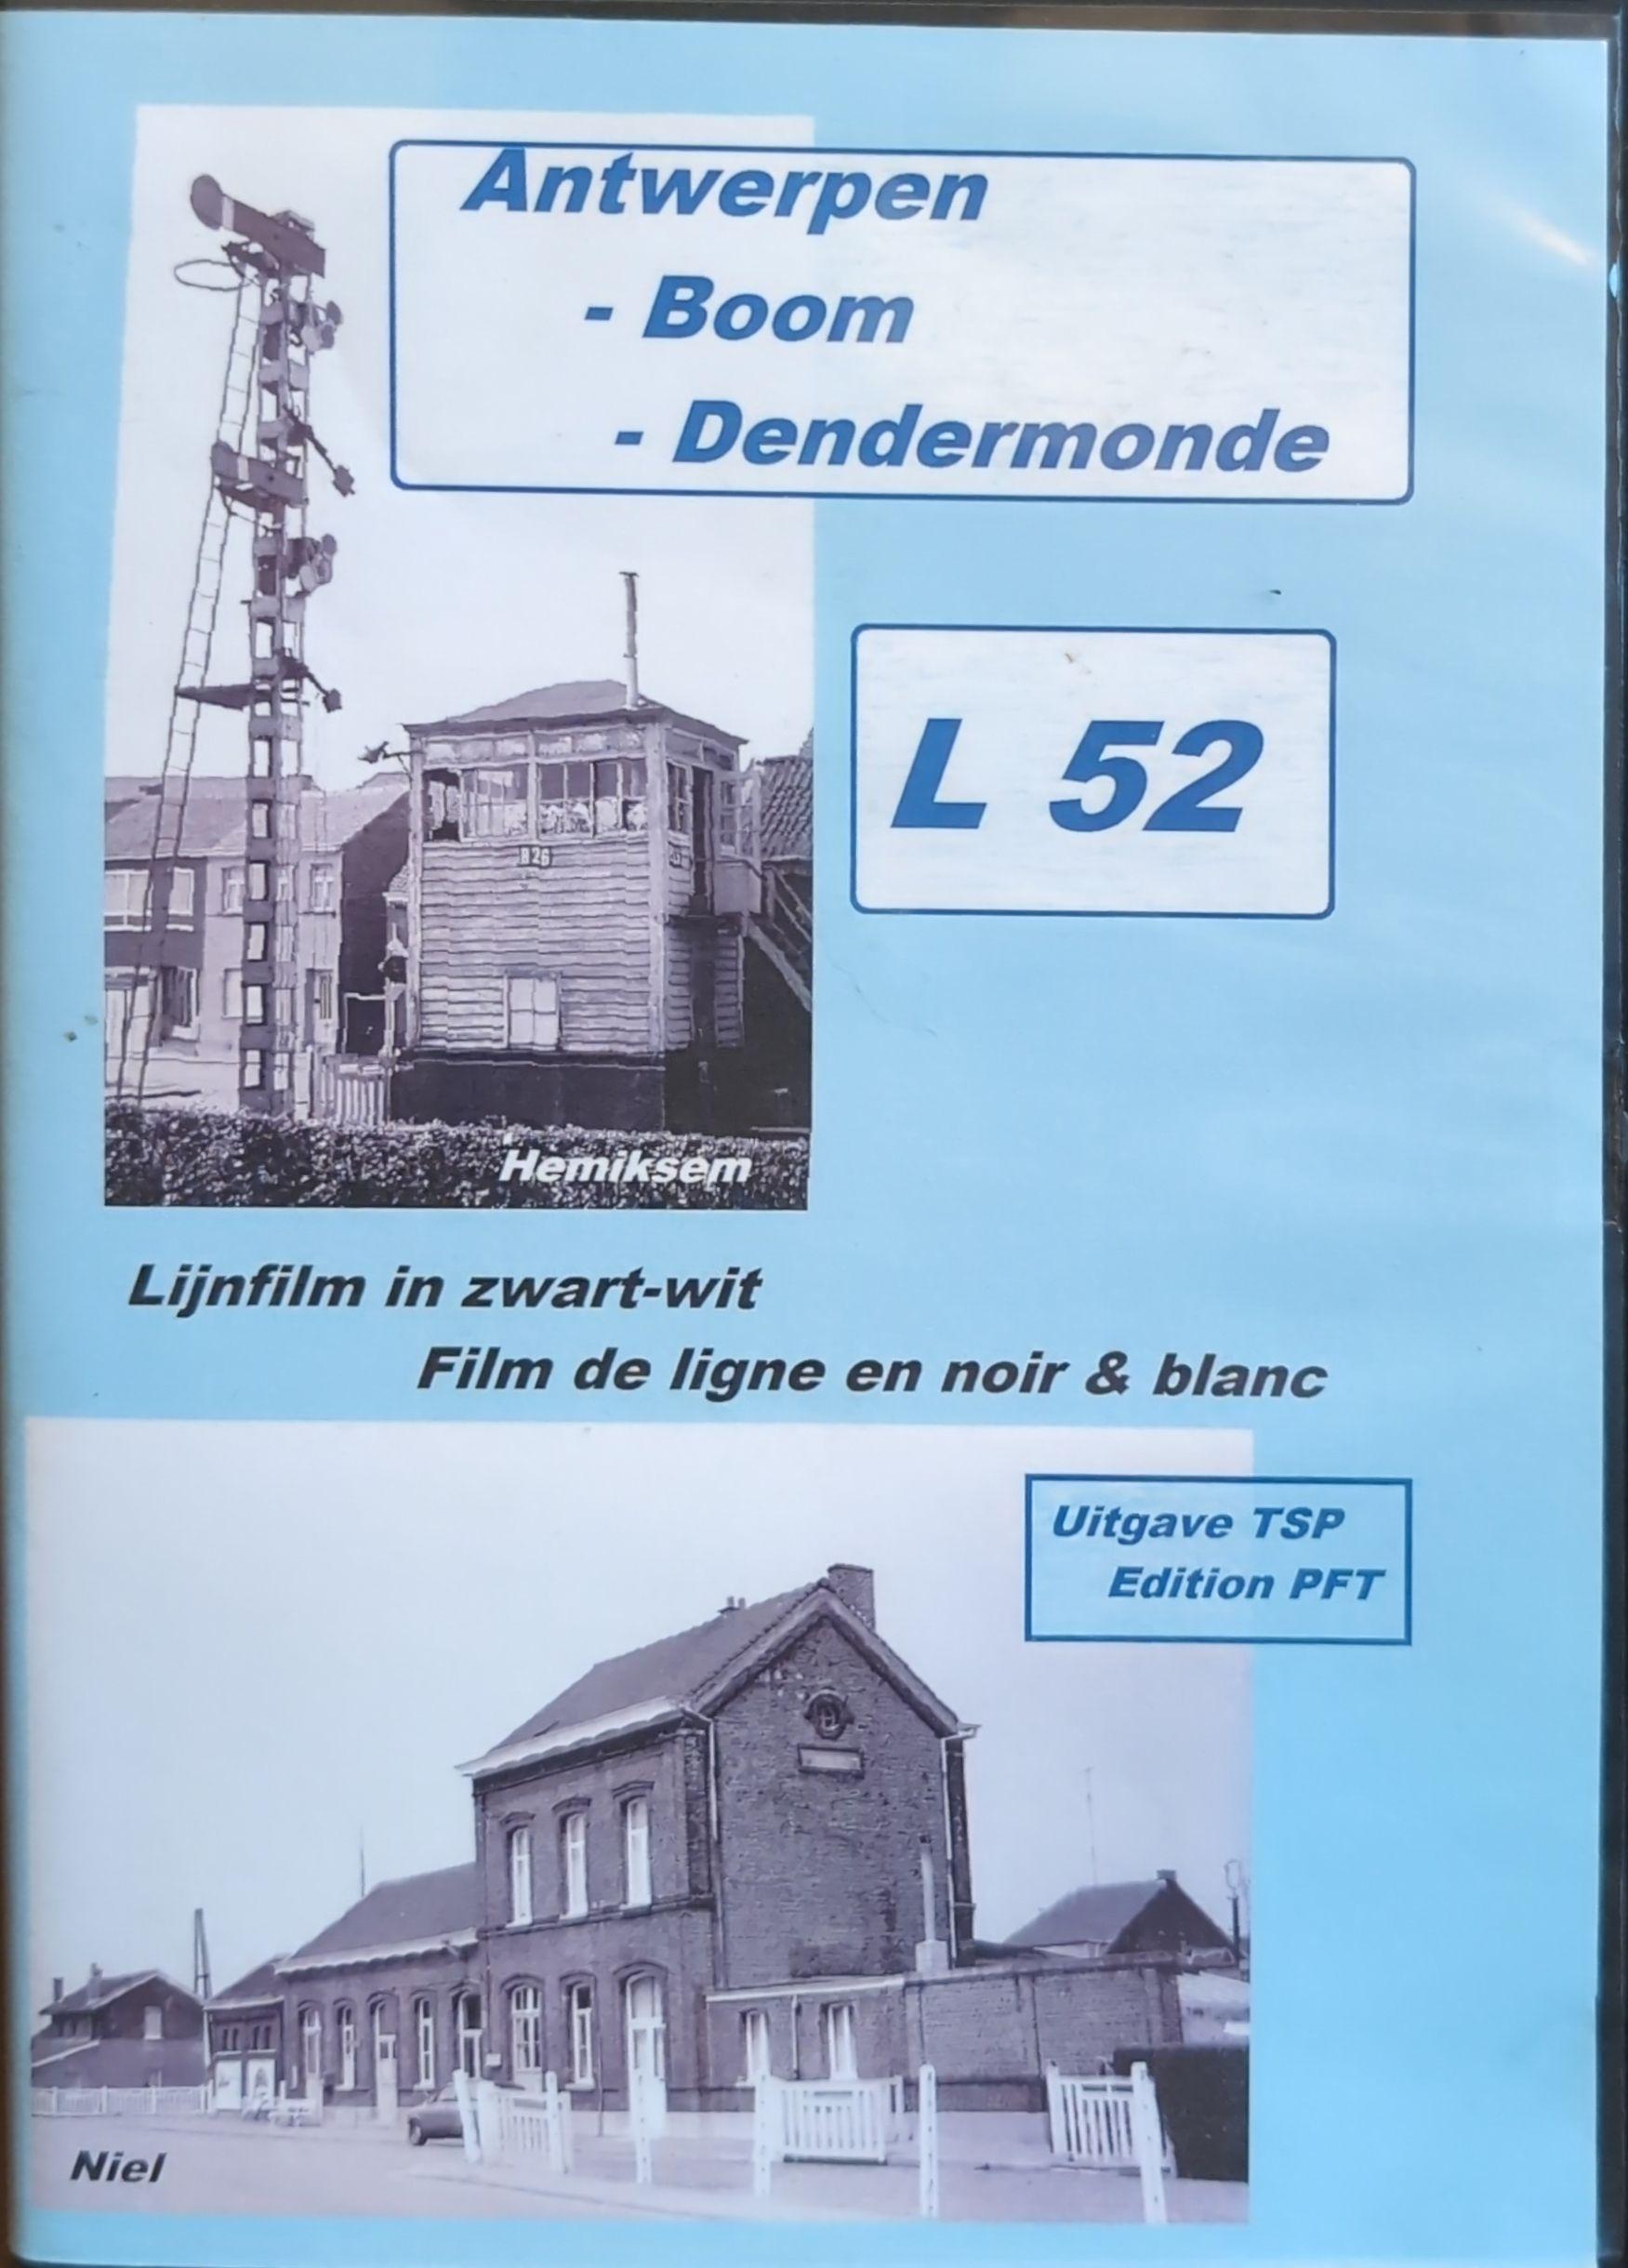 Antwerpen
- Boom
- Dendermonde
L 52
Hemiksem
Lijnfilm in zwart-wit
Film de ligne en noir & blanc
Uitgave TSP
Edition PFT
Niel